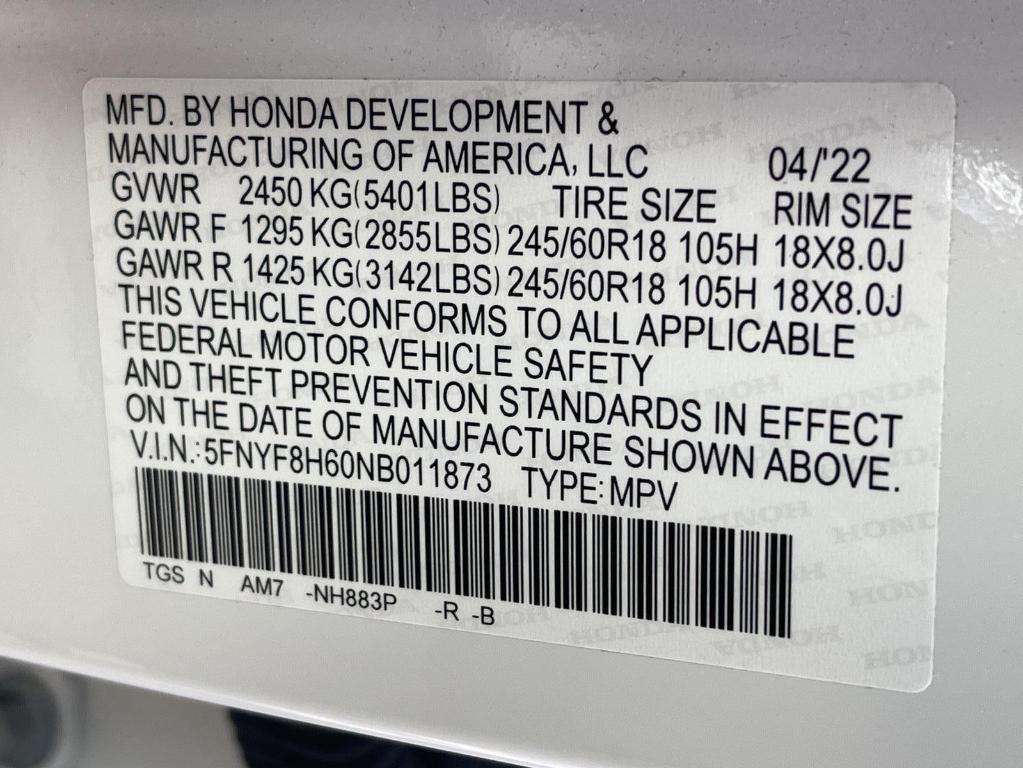 MFD. BY HONDA DEVELOPMENT &
MANUFACTURING OF AMERICA, LLC 04/'22
GVWR 2450 KG(5401LBS) TIRE SIZE RIM SIZE
GAWR F 1295 KG(2855LBS) 245/60R18 105H 18X8.0J
GAWR R 1425 KG(3142LBS) 245/60R18 105H 18X8.0J
THIS VEHICLE CONFORMS TO ALL APPLICABLE
FEDERAL MOTOR VEHICLE SAFETY
AND THEFT PREVENTION STANDARDS IN EFFECT
ON THE DATE OF MANUFACTURE SHOWN ABOVE.
V.I.N.: 5FNYF8H60NB011873 TYPE: MPV
TGS N AM7 -NH883P -R -B